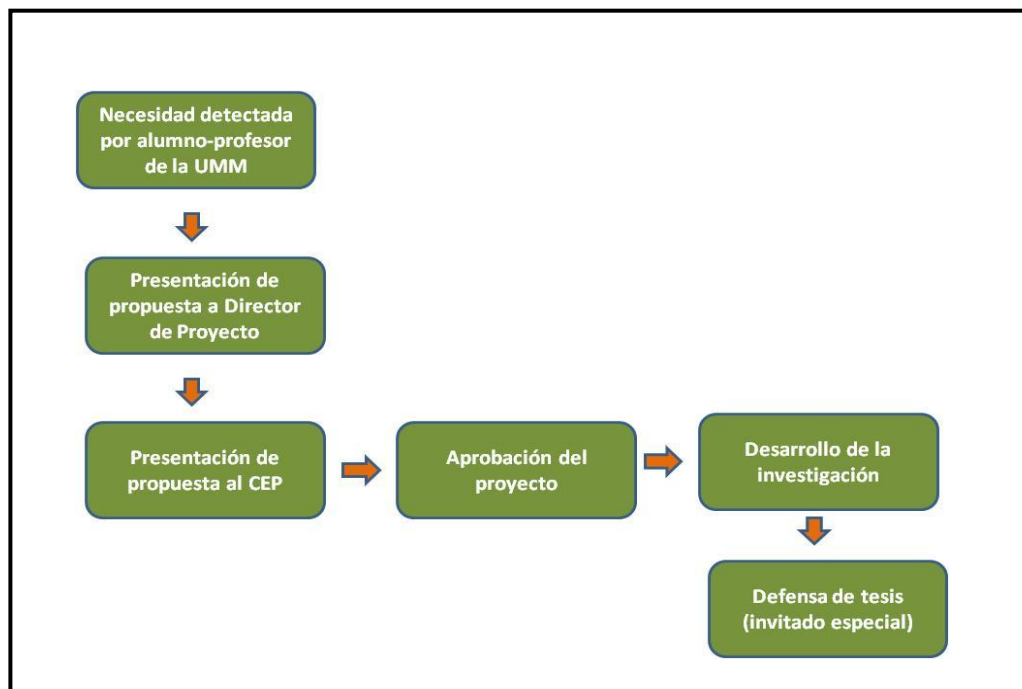 Necesidad detectada
por alumno-profesor
de la UMM
Presentación de
propuesta a Director
de Proyecto
Presentación de
propuesta al CEP
Aprobación del
proyecto
Desarrollo de la
investigación
Defensa de tesis
(invitado especial)